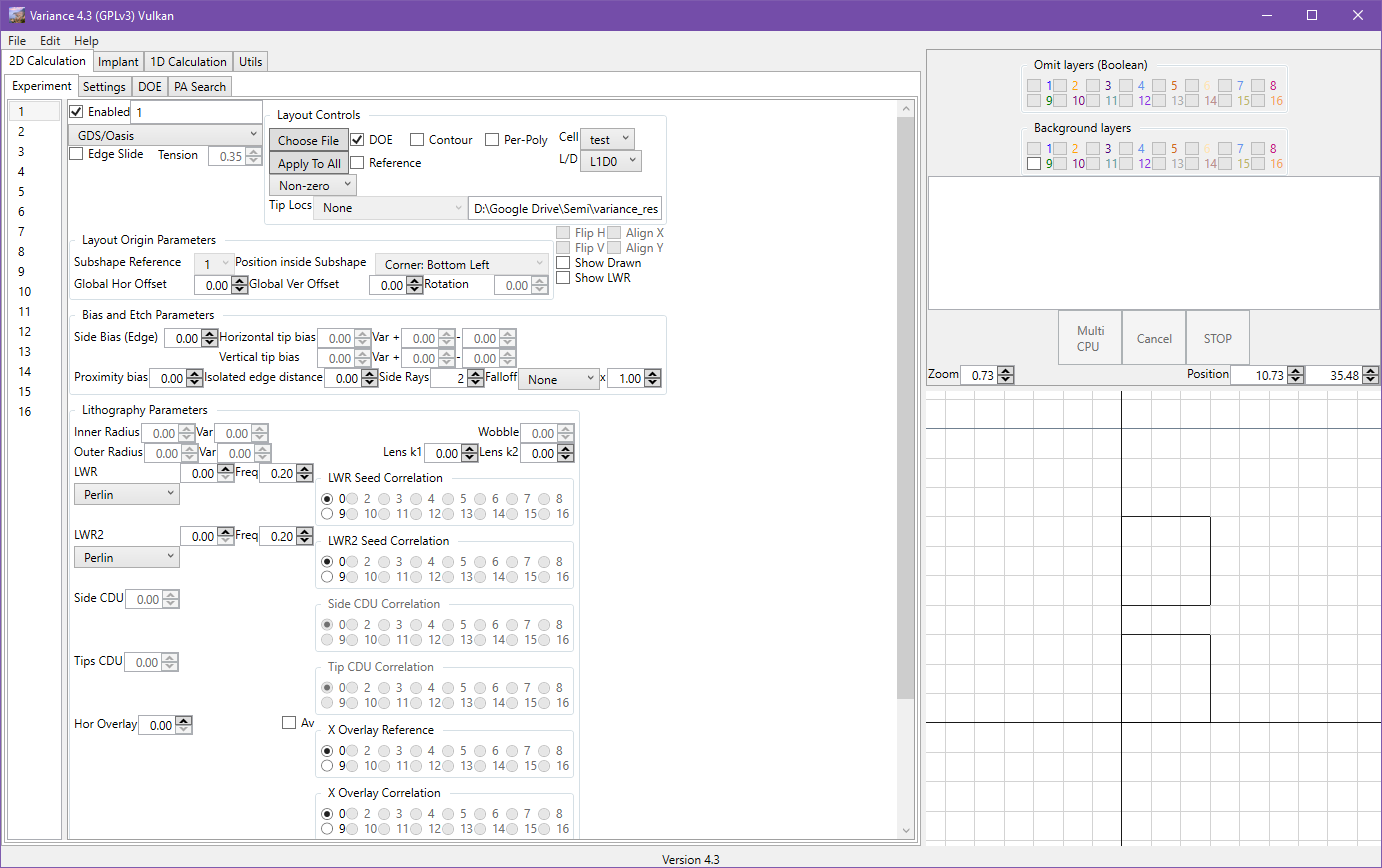 Variance 4.3 (GPLv3) Vulkan
File Edit Help
2D Calculation Implant 1D Calculation Utils
Experiment Settings DOE PA Search
1
2
3
4
5
6
7
8
9
10
11
12
13
14
15
16
Enabled 1
GDS/Oasis
Edge Slide Tension 0.35
Layout Controls
Choose File DOE Contour Per-Poly Cell test
Apply To All Reference L/D L1D0
Non-zero
Tip Locs None D:\Google Drive\Semi\variance_res
Flip H Align X
Flip V Align Y
Show Drawn
Show LWR
Layout Origin Parameters
Subshape Reference 1 Position inside Subshape Corner: Bottom Left
Global Hor Offset 0.00 Global Ver Offset 0.00 Rotation 0.00
Bias and Etch Parameters
Side Bias (Edge) 0.00 Horizontal tip bias 0.00 Var + 0.00 - 0.00
Vertical tip bias 0.00 Var + 0.00 - 0.00
Proximity bias 0.00 Isolated edge distance 0.00 Side Rays 2 Falloff None x 1.00
Lithography Parameters
Inner Radius 0.00 Var 0.00 Wobble 0.00
Outer Radius 0.00 Var 0.00 Lens k1 0.00 Lens k2 0.00
LWR 0.00 Freq 0.20
Perlin
LWR Seed Correlation
0 2 3 4 5 6 7 8
9 10 11 12 13 14 15 16
LWR2 0.00 Freq 0.20
Perlin
LWR2 Seed Correlation
0 2 3 4 5 6 7 8
9 10 11 12 13 14 15 16
Side CDU 0.00
Side CDU Correlation
0 2 3 4 5 6 7 8
9 10 11 12 13 14 15 16
Tips CDU 0.00
Tip CDU Correlation
0 2 3 4 5 6 7 8
9 10 11 12 13 14 15 16
Hor Overlay 0.00 Av
X Overlay Reference
0 2 3 4 5 6 7 8
9 10 11 12 13 14 15 16
X Overlay Correlation
0 2 3 4 5 6 7 8
9 10 11 12 13 14 15 16
Omit layers (Boolean)
1 2 3 4 5 6 7 8
9 10 11 12 13 14 15 16
Background layers
1 2 3 4 5 6 7 8
9 10 11 12 13 14 15 16
Multi
CPU
Cancel STOP
Zoom 0.73 Position 10.73 35.48
Version 4.3